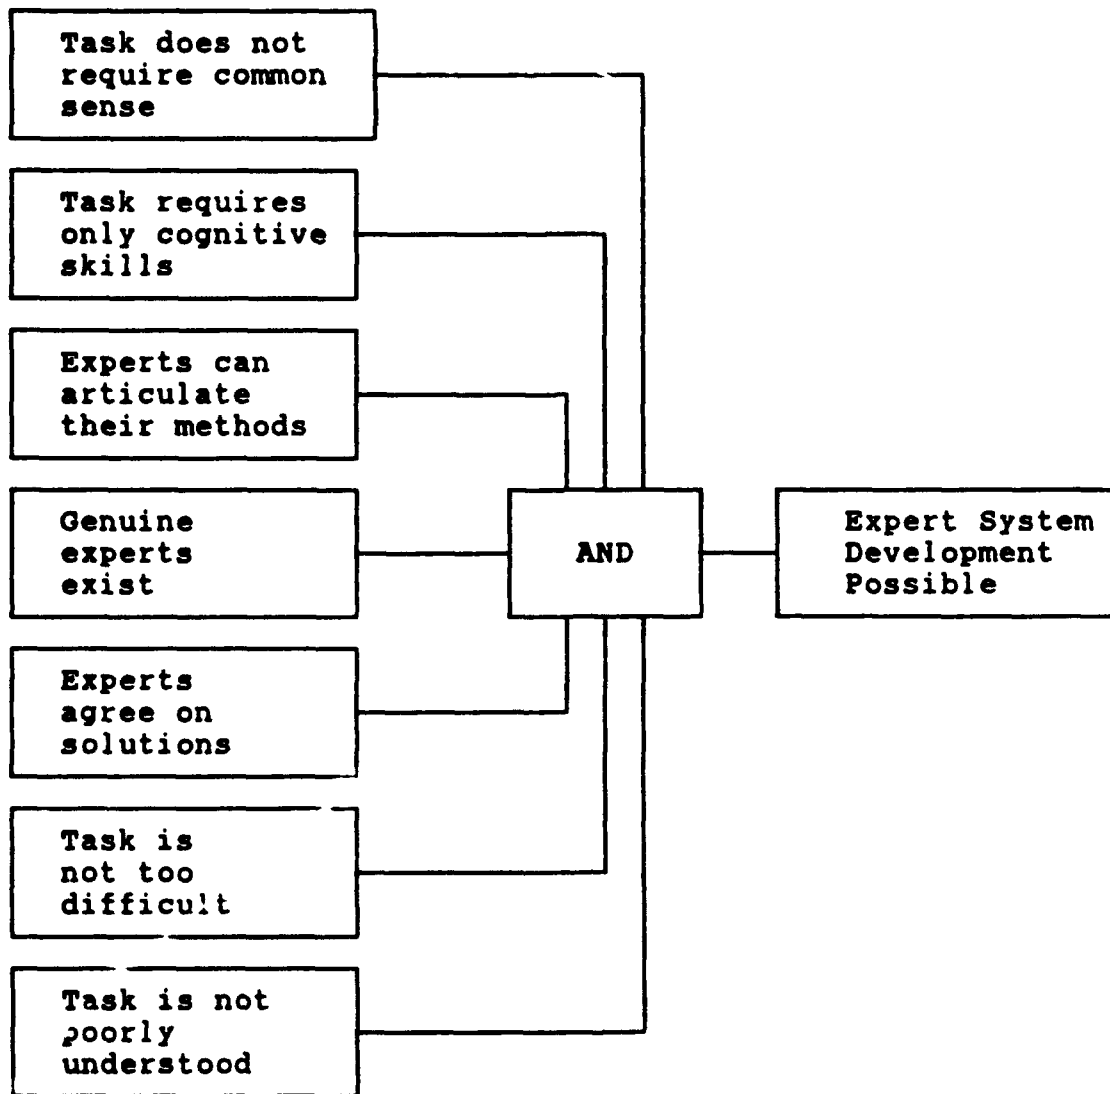 Task does not
require common
sense
Task requires
only cognitive
skills
Experts can
articulate
their methods
Genuine
experts
exist
AND
Expert System
Development
Possible
Experts
agree on
solutions
Task is
not too
difficult
Task is not
poorly
understood